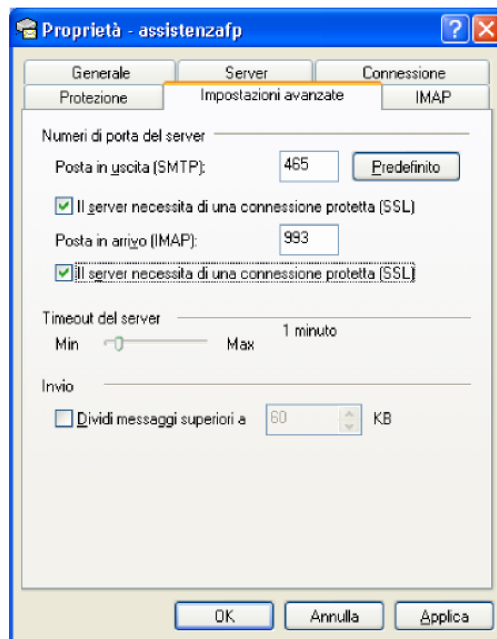 Proprietà - assistenzafp
Generale Server Connessione
Protezione Impostazioni avanzate IMAP
Numeri di porta del server
Posta in uscita (SMTP): 465 Predefinito
Il server necessita di una connessione protetta (SSL)
Posta in arrivo (IMAP): 993
Il server necessita di una connessione protetta (SSL)
Timeout del server
Min Max 1 minuto
Invio
Dividi messaggi superiori a 60 KB
OK Annulla Applica